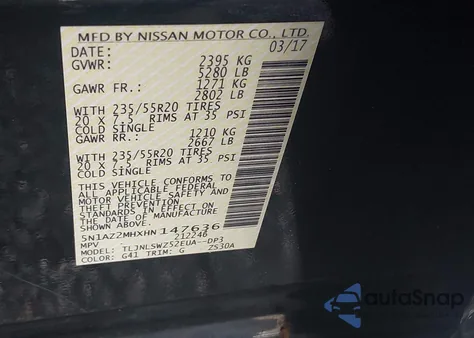 MFD BY NISSAN MOTOR CO., LTD.
DATE: 03/17
GVWR: 2395 KG
5280 LB
GAWR FR.: 1271 KG
2802 LB
WITH 235/55R20 TIRES
20 X 7.5 RIMS AT 35 PSI
COLD SINGLE
GAWR RR.: 1210 KG
2667 LB
WITH 235/55R20 TIRES
20 X 7.5 RIMS AT 35 PSI
COLD SINGLE
THIS VEHICLE CONFORMS TO
ALL APPLICABLE FEDERAL
MOTOR VEHICLE SAFETY AND
THEFT PREVENTION
STANDARDS IN EFFECT ON
THE DATE OF MANUFACTURE
SHOWN ABOVE.
5N1AZ2MHXHN147636
MPV 212246
MODEL: TLJNLSWZ52EUA--DP3
COLOR: G41 TRIM: G ZS30A
autoSnap